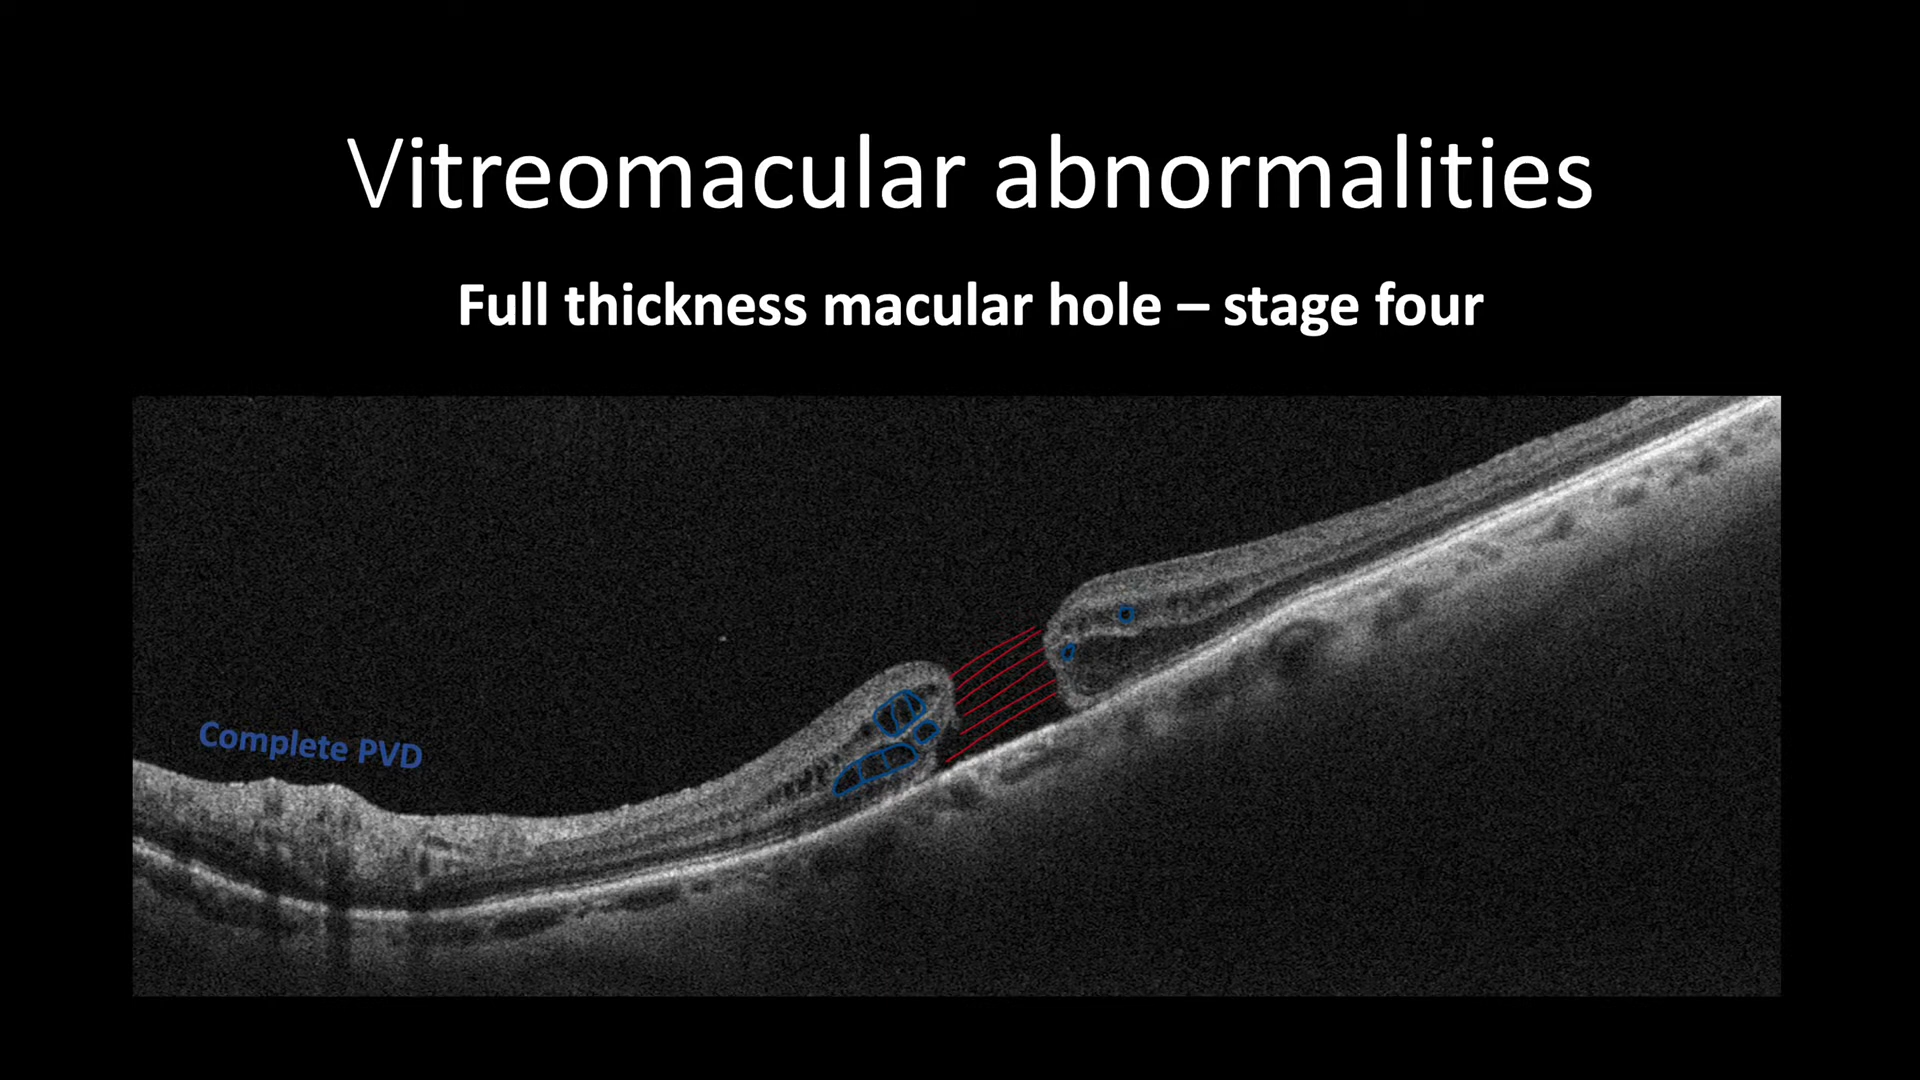 Vitreomacular abnormalities
Full thickness macular hole – stage four
Complete PVD